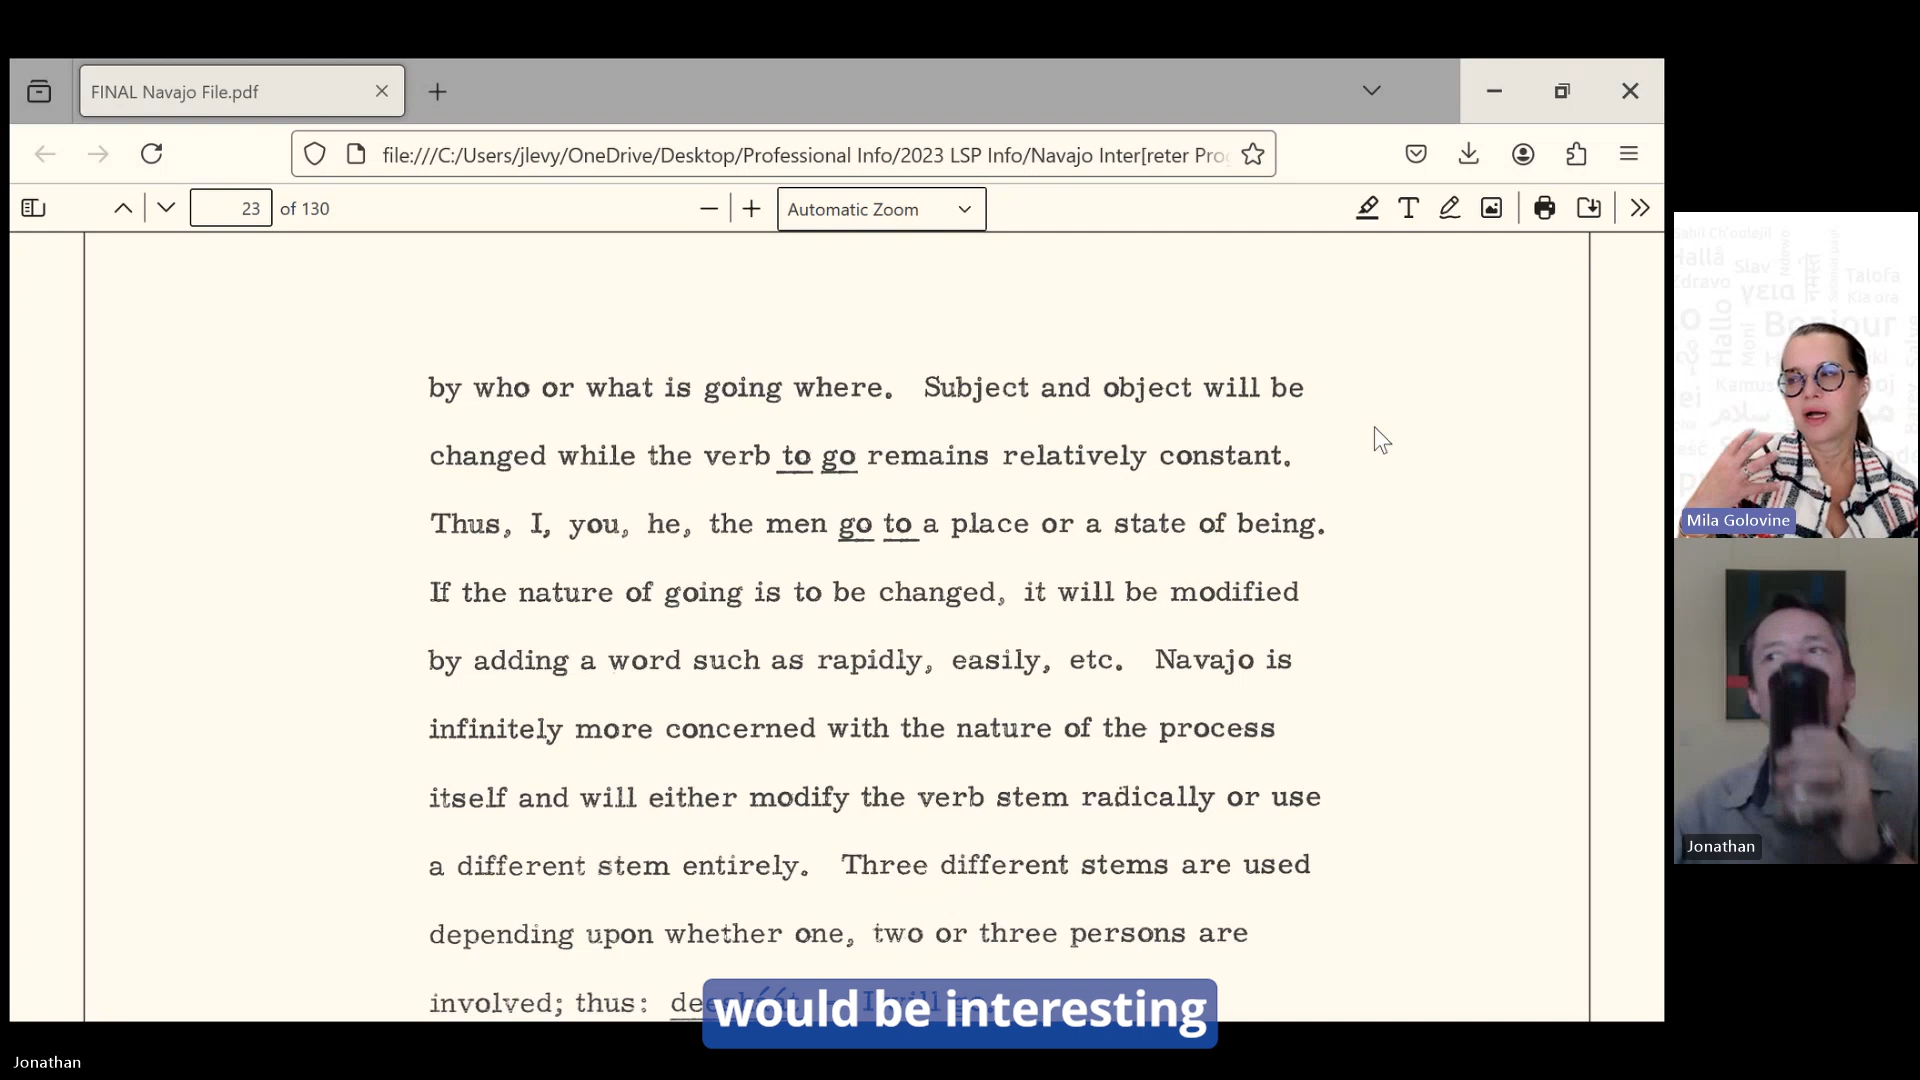 FINAL Navajo File.pdf
file:///C:/Users/jlevy/OneDrive/Desktop/Professional Info/2023 LSP Info/Navajo Inter[reter Pro
23 of 130
Automatic Zoom
by who or what is going where. Subject and object will be
changed while the verb to go remains relatively constant.
Thus, I, you, he, the men go to a place or a state of being.
If the nature of going is to be changed, it will be modified
by adding a word such as rapidly, easily, etc. Navajo is
infinitely more concerned with the nature of the process
itself and will either modify the verb stem radically or use
a different stem entirely. Three different stems are used
depending upon whether one, two or three persons are
involved; thus:
would be interesting
Talofa
Kia ora
Slav
Hallo
Moni
Mila Golovine
Jonathan
Jonathan